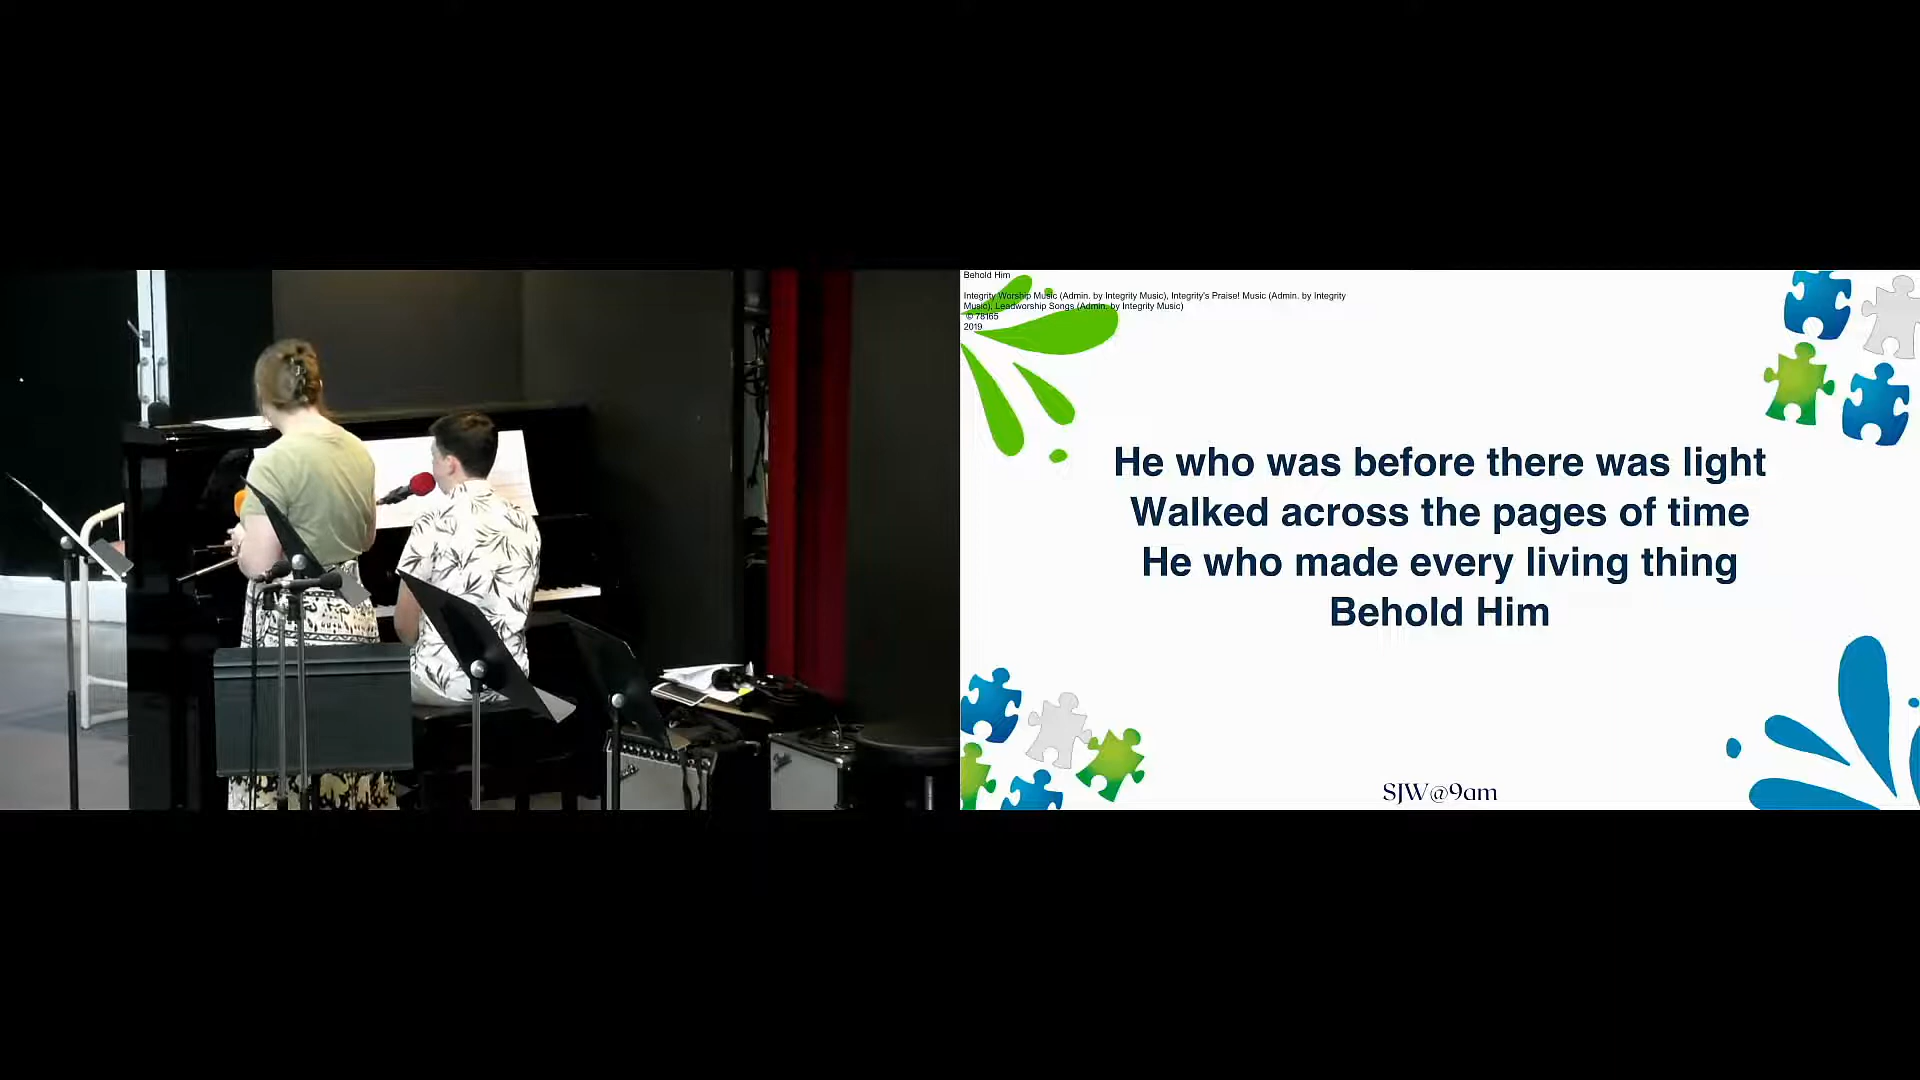 Behold Him
Integrity Worship Music (Admin. by Integrity Music), Integrity's Praise! Music (Admin. by Integrity
Music), Leadworship Songs (Admin. by Integrity Music)
© 78165
2019
He who was before there was light
Walked across the pages of time
He who made every living thing
Behold Him
SJW@9am